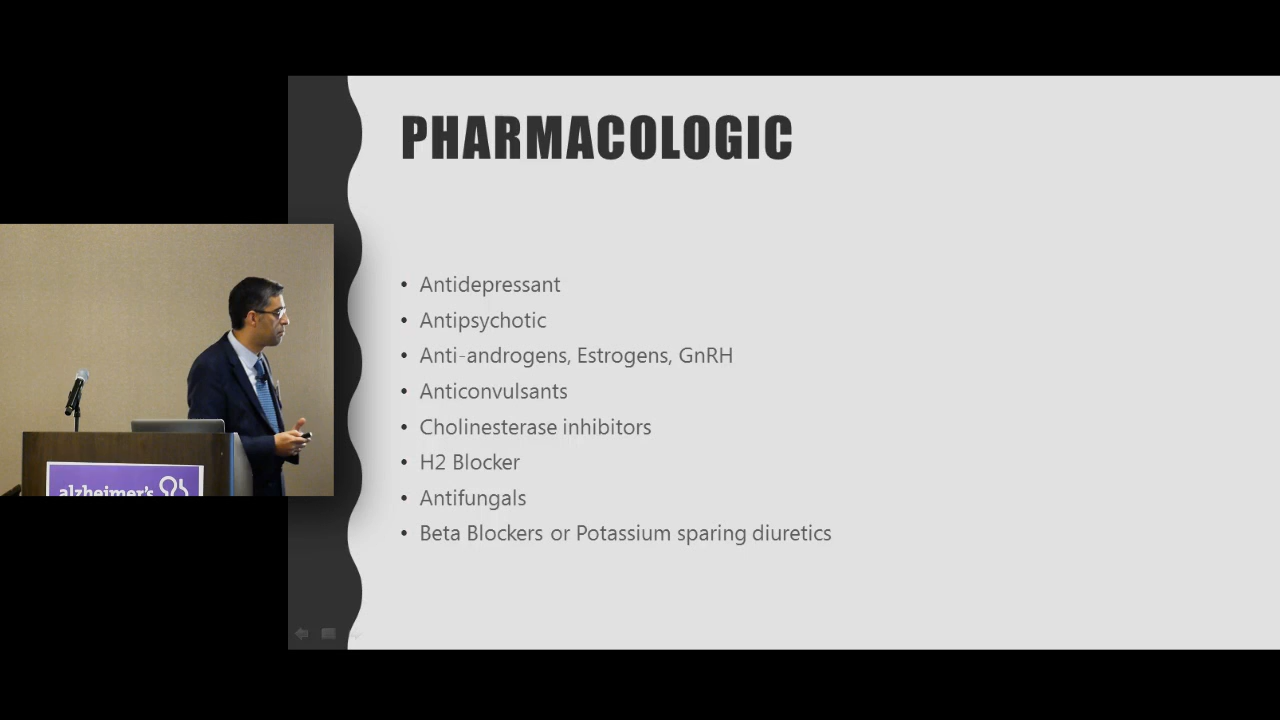 PHARMACOLOGIC
• Antidepressant
• Antipsychotic
• Anti-androgens, Estrogens, GnRH
• Anticonvulsants
• Cholinesterase inhibitors
• H2 Blocker
• Antifungals
• Beta Blockers or Potassium sparing diuretics
alzheimer's